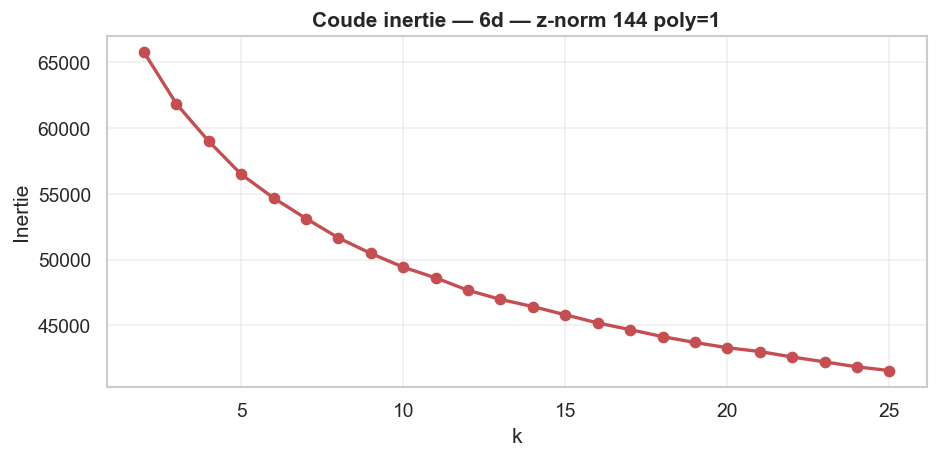 Coude inertie — 6d — z-norm 144 poly=1
Inertie
65000
60000
55000
50000
45000
5 10 15 20 25
k